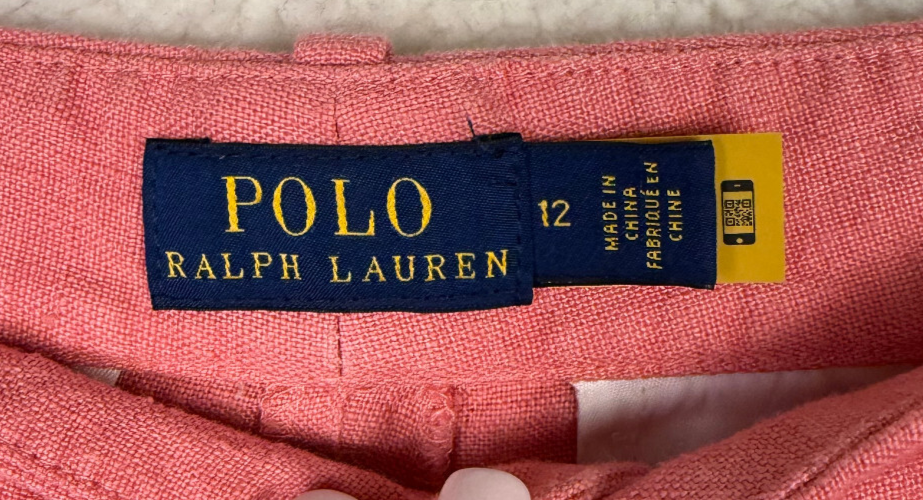 POLO
RALPH LAUREN
12
MADE IN
CHINA
FABRIQUÉ EN
CHINE